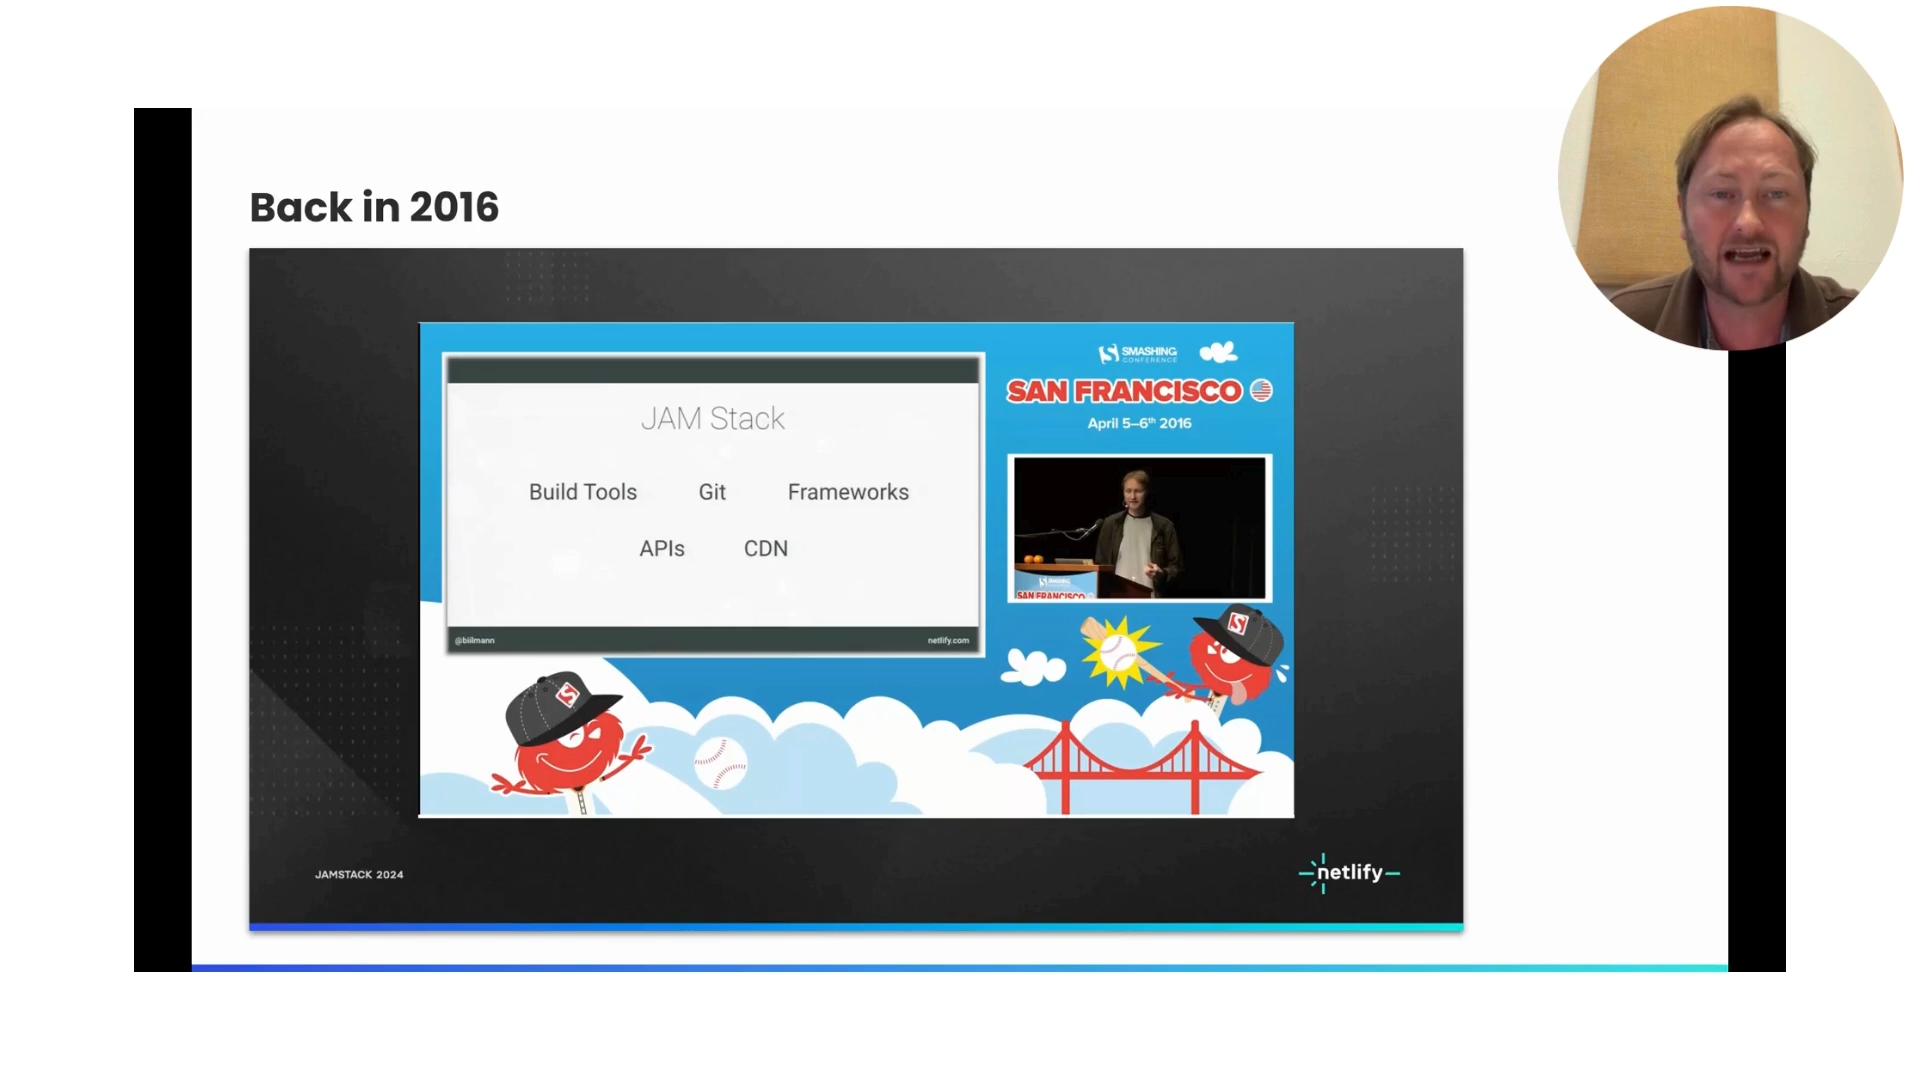 Back in 2016
SMASHING
CONFERENCE
SAN FRANCISCO
April 5–6th 2016
JAM Stack
Build Tools Git Frameworks
APIs CDN
@biilmann netlify.com
SMASHING
SAN FRANCISCO
JAMSTACK 2024
netlify